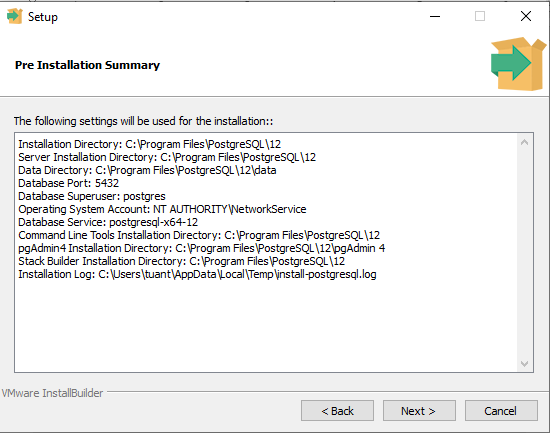 Setup
Pre Installation Summary
The following settings will be used for the installation::
Installation Directory: C:\Program Files\PostgreSQL\12
Server Installation Directory: C:\Program Files\PostgreSQL\12
Data Directory: C:\Program Files\PostgreSQL\12\data
Database Port: 5432
Database Superuser: postgres
Operating System Account: NT AUTHORITY\NetworkService
Database Service: postgresql-x64-12
Command Line Tools Installation Directory: C:\Program Files\PostgreSQL\12
pgAdmin4 Installation Directory: C:\Program Files\PostgreSQL\12\pgAdmin 4
Stack Builder Installation Directory: C:\Program Files\PostgreSQL\12
Installation Log: C:\Users\tuant\AppData\Local\Temp\install-postgresql.log
VMware InstallBuilder
< Back
Next >
Cancel